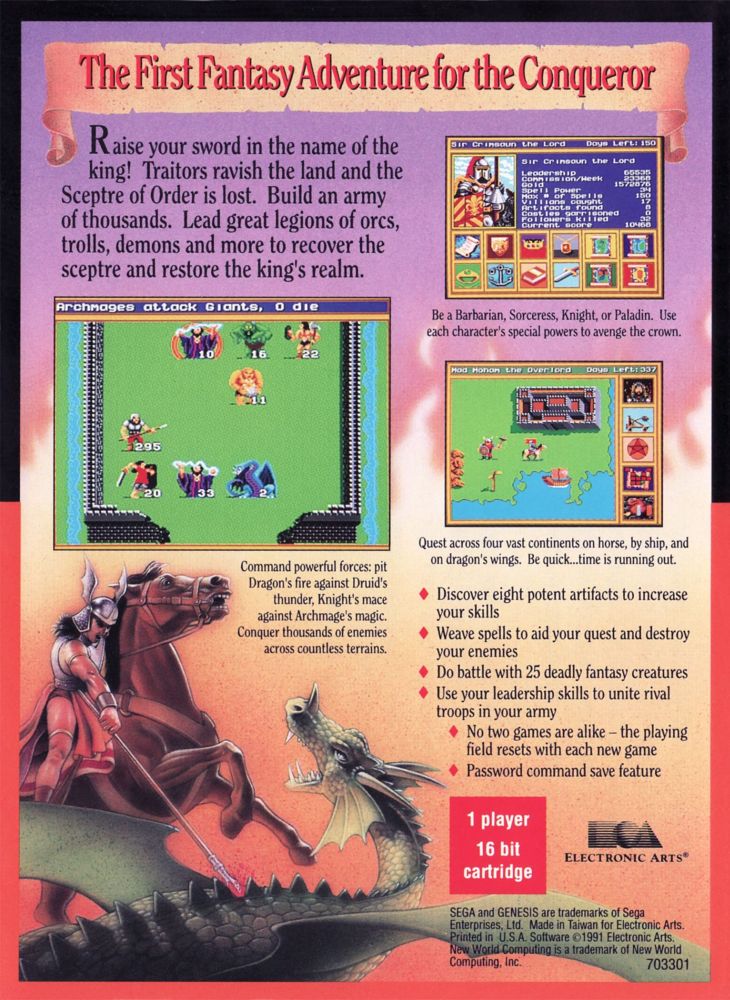 The First Fantasy Adventure for the Conqueror
Raise your sword in the name of the
king! Traitors ravish the land and the
Sceptre of Order is lost. Build an army
of thousands. Lead great legions of orcs,
trolls, demons and more to recover the
sceptre and restore the king's realm.
Sir Crimsaun the Lord Days Left: 150
Sir Crimsaun the Lord
Leadership 65535
Commission/Week 23368
Gold 1572876
Spell Power 34
Max # of Spells 150
Villians caught 17
Artifacts found 8
Castles garrisoned 0
Followers killed 32
Current score 10468
Be a Barbarian, Sorceress, Knight, or Paladin. Use
each character's special powers to avenge the crown.
Archmages attack Giants, 0 die
10 16 22
11
295
20 33 2
Mad Moham the Overlord Days Left:337
Quest across four vast continents on horse, by ship, and
on dragon's wings. Be quick...time is running out.
Command powerful forces: pit
Dragon's fire against Druid's
thunder, Knight's mace
against Archmage's magic.
Conquer thousands of enemies
across countless terrains.
♦ Discover eight potent artifacts to increase
your skills
♦ Weave spells to aid your quest and destroy
your enemies
♦ Do battle with 25 deadly fantasy creatures
♦ Use your leadership skills to unite rival
troops in your army
♦ No two games are alike – the playing
field resets with each new game
♦ Password command save feature
1 player
16 bit
cartridge
EA
ELECTRONIC ARTS®
SEGA and GENESIS are trademarks of Sega
Enterprises, Ltd. Made in Taiwan for Electronic Arts.
Printed in U.S.A. Software ©1991 Electronic Arts.
New World Computing is a trademark of New World
Computing, Inc.
703301